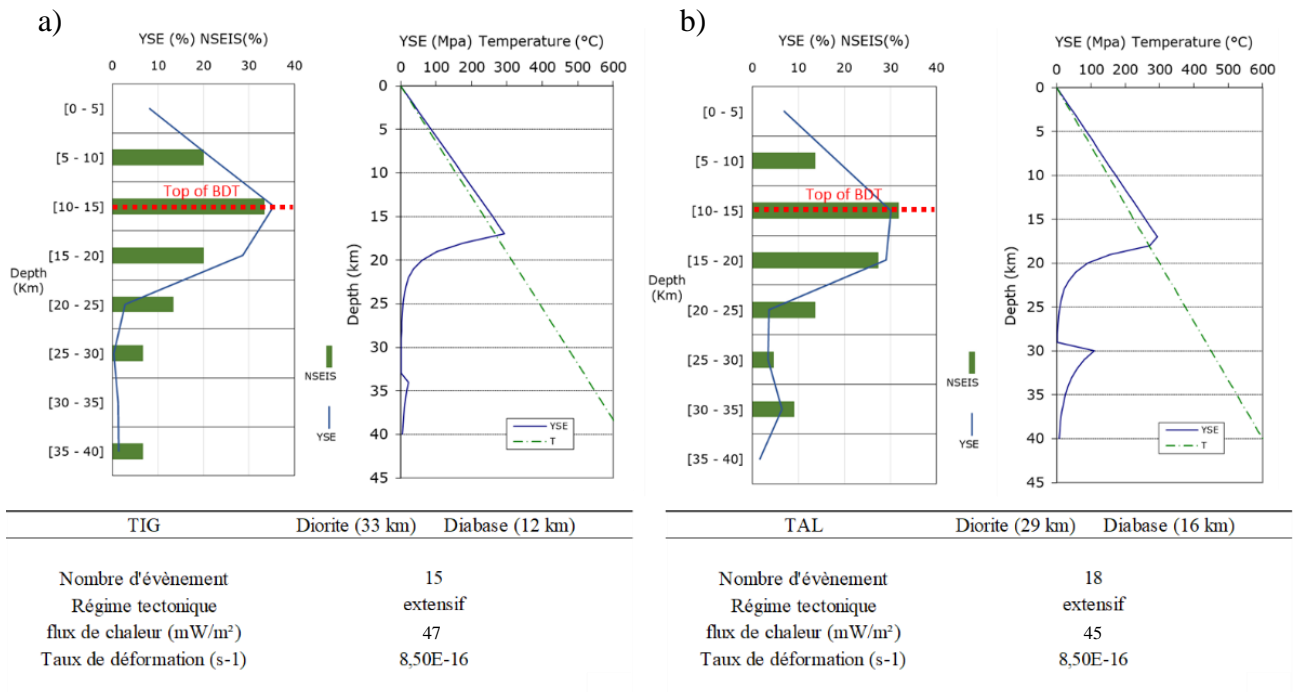 a)
YSE (%) NSEIS(%)
0 10 20 30 40
[0 - 5]
[5 - 10]
Top of BDT
[10- 15]
[15 - 20]
Depth
(Km)
[20 - 25]
[25 - 30]
NSEIS
[30 - 35]
YSE
[35 - 40]
YSE (Mpa) Temperature (°C)
0 100 200 300 400 500 600
0
5
10
15
20
25
30
35
40
45
Depth (km)
YSE
T
b)
YSE (%) NSEIS(%)
0 10 20 30 40
[0 - 5]
[5 - 10]
Top of BDT
[10- 15]
[15 - 20]
Depth
(Km)
[20 - 25]
[25 - 30]
NSEIS
[30 - 35]
YSE
[35 - 40]
YSE (Mpa) Temperature (°C)
0 100 200 300 400 500 600
0
5
10
15
20
25
30
35
40
45
Depth (km)
YSE
T
TIG Diorite (33 km) Diabase (12 km)
Nombre d'évènement 15
Régime tectonique extensif
flux de chaleur (mW/m²) 47
Taux de déformation (s-1) 8,50E-16
TAL Diorite (29 km) Diabase (16 km)
Nombre d'évènement 18
Régime tectonique extensif
flux de chaleur (mW/m²) 45
Taux de déformation (s-1) 8,50E-16